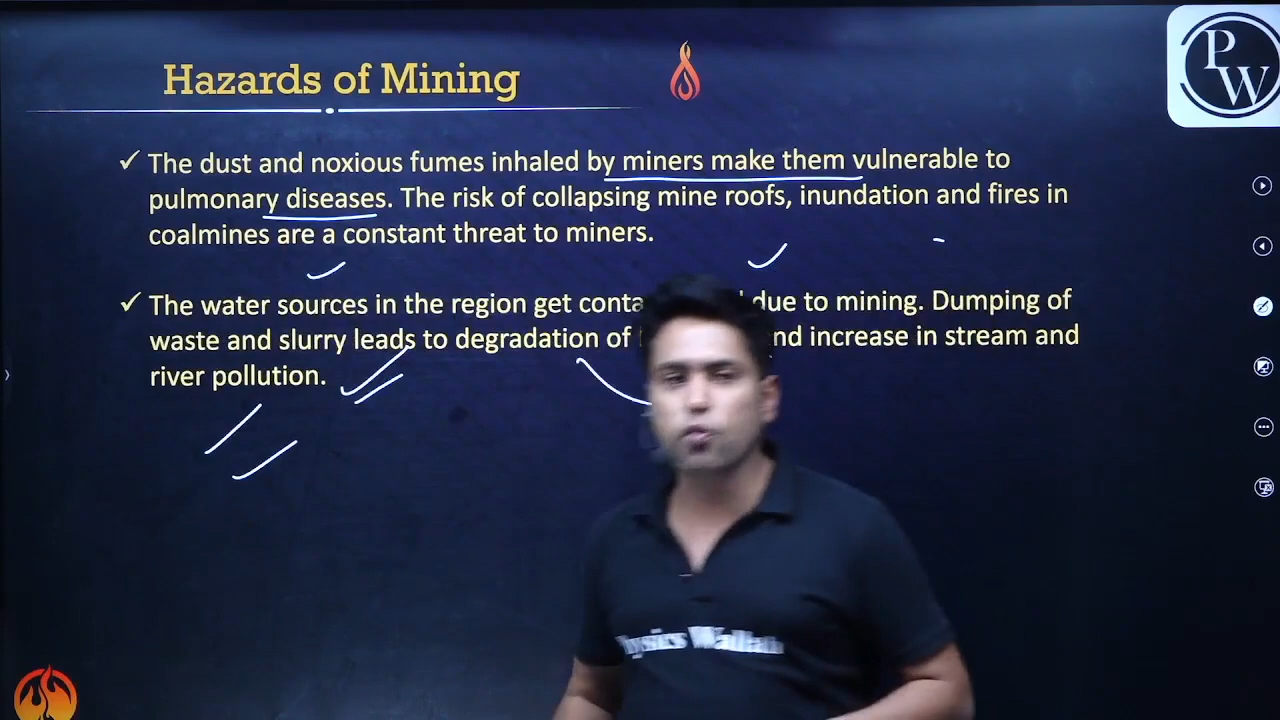 Hazards of Mining
P
W
✓ The dust and noxious fumes inhaled by miners make them vulnerable to
pulmonary diseases. The risk of collapsing mine roofs, inundation and fires in
coalmines are a constant threat to miners.
✓ The water sources in the region get due to mining. Dumping of
waste and slurry leads to degradation of increase in stream and
river pollution.
Wallah